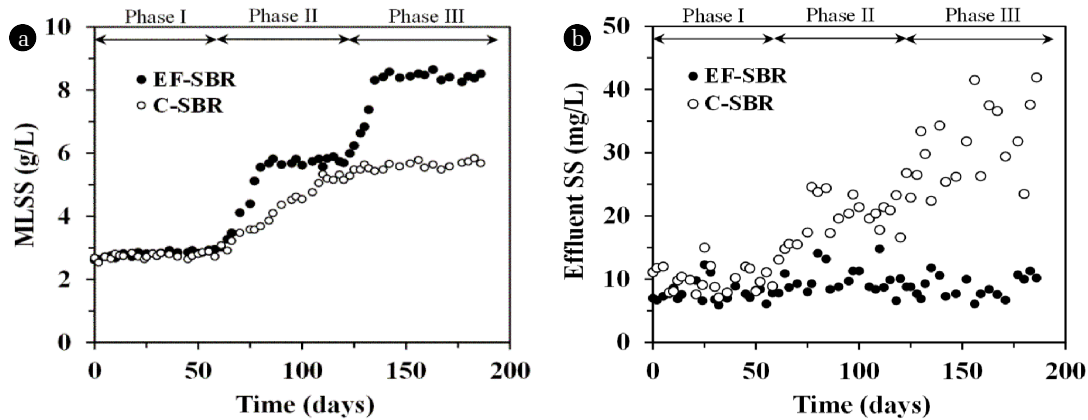 a
Phase I Phase II Phase III
10
8
6
4
2
0
MLSS (g/L)
EF-SBR
C-SBR
0 50 100 150 200
Time (days)
b
Phase I Phase II Phase III
50
40
30
20
10
0
Effluent SS (mg/L)
EF-SBR
C-SBR
0 50 100 150 200
Time (days)